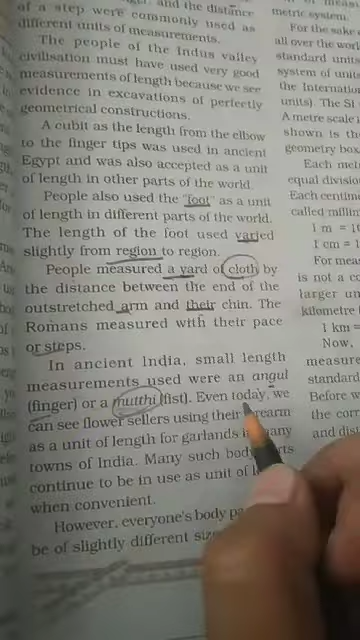 of a step were commonly used as
different units of measurements.
The people of the Indus valley
civilisation must have used very good
measurements of length because we see
evidence in excavations of perfectly
geometrical constructions.
A cubit as the length from the elbow
to the finger tips was used in ancient
Egypt and was also accepted as a unit
of length in other parts of the world.
People also used the "foot" as a unit
of length in different parts of the world.
The length of the foot used varied
slightly from region to region.
People measured a yard of cloth by
the distance between the end of the
outstretched arm and their chin. The
Romans measured with their pace
or steps.
In ancient India, small length
measurements used were an angul
(finger) or a mutthi (fist). Even today, we
can see flower sellers using their
as a unit of length for garlands in many
towns of India. Many such body
continue to be in use as unit of
when convenient.
However, everyone's body
be of slightly different
metric system.
For the sake
all over the world
standard units
system of units
the Internation
units). The SI
A metre scale i
shown is the
geometry box
Each met
equal division
Each centime
called millim
1 m = 10
1 cm = 1
For meas
is not a co
larger un
kilometre
1 km =
Now,
measure
standard
Before w
the corr
and dist